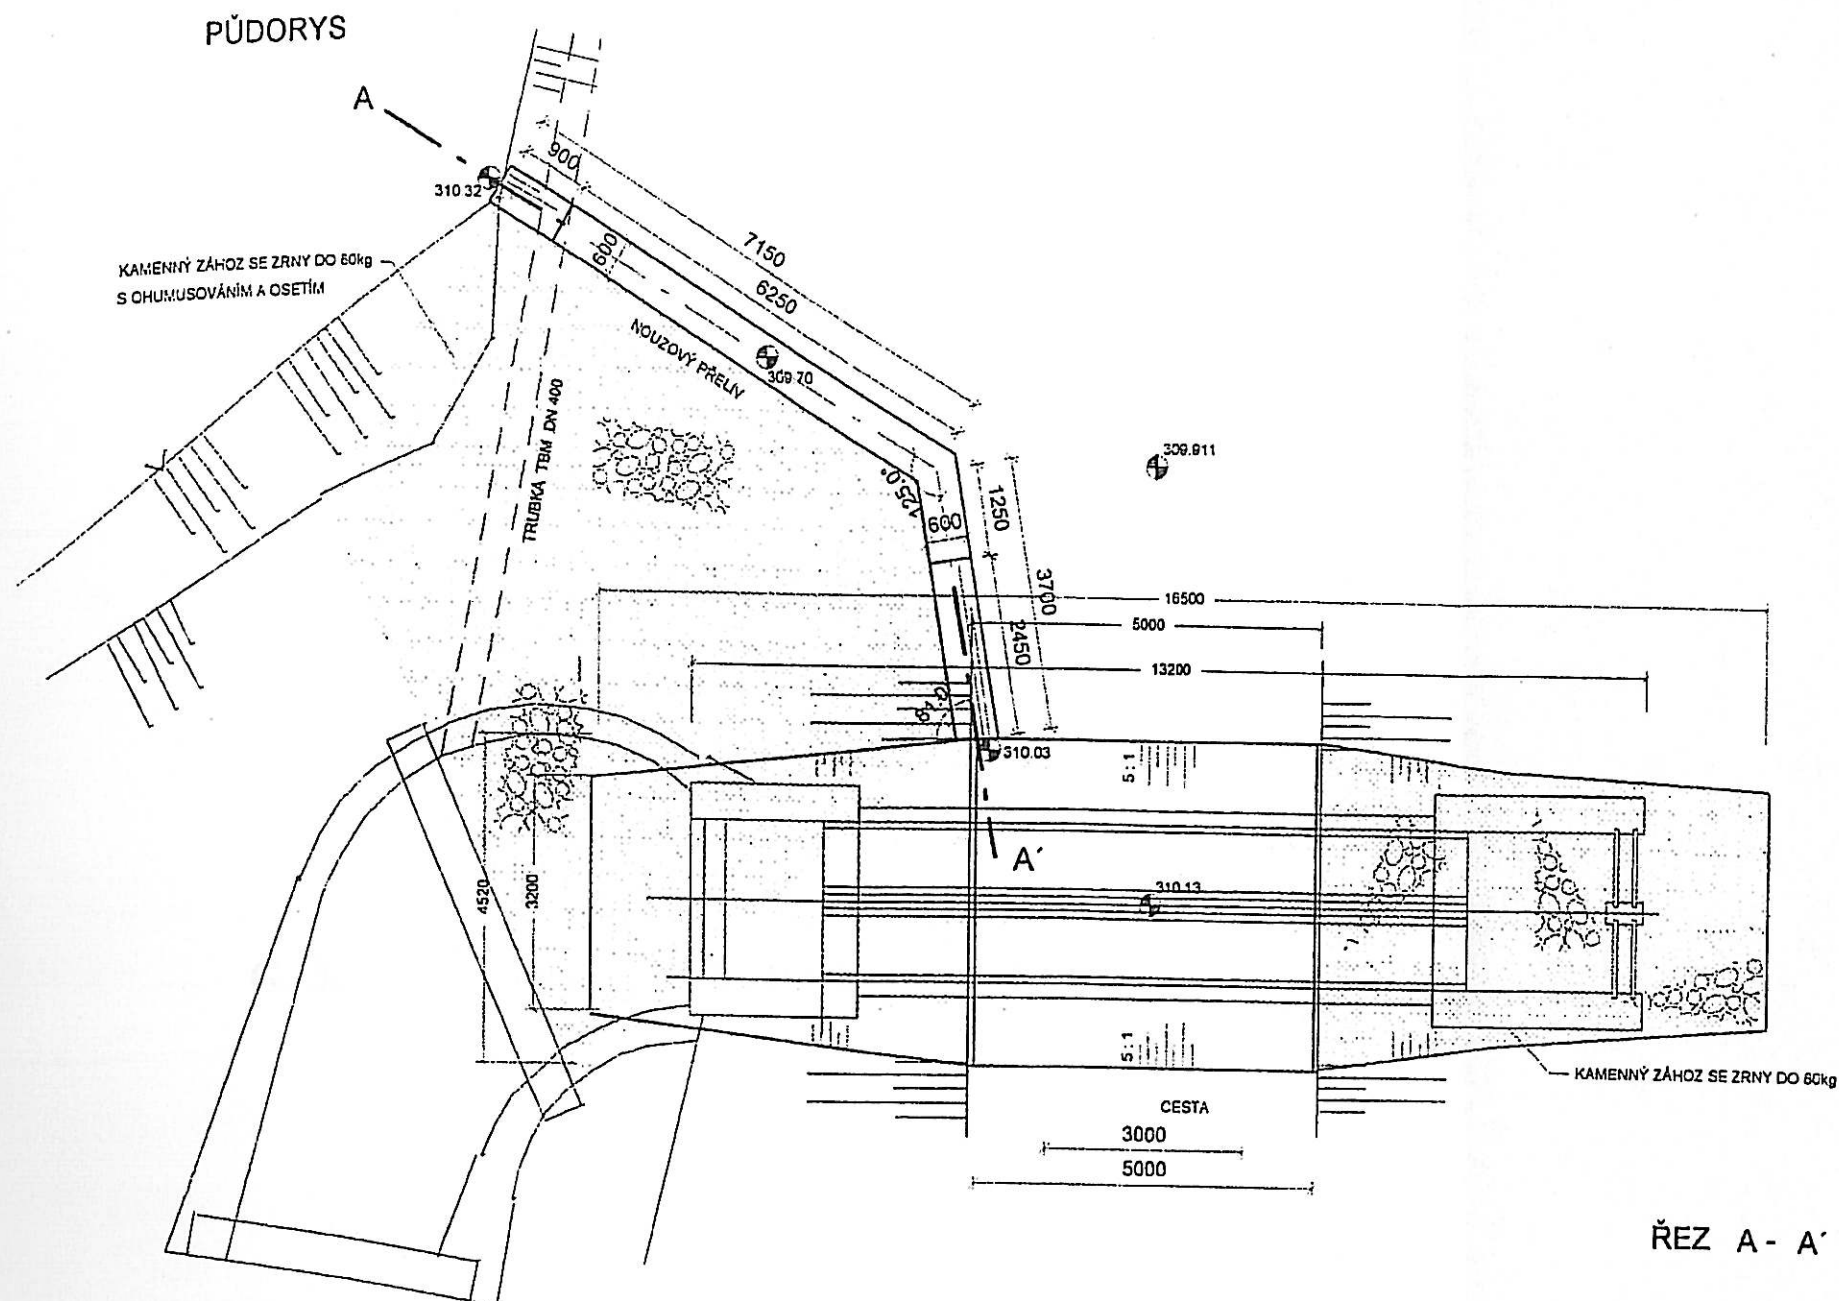 PŮDORYS
A
310.32
900
7150
6250
600
KAMENNÝ ZÁHOZ SE ZRNY DO 60kg
S OHUMUSOVÁNÍM A OSETÍM
NOUZOVÝ PŘELIV
309.70
TRUBKA TBM DN 400
309.911
125.0°
600
1250
3700
2450
16500
5000
13200
310.03
5:1
A´
4520
3200
310.13
5:1
KAMENNÝ ZÁHOZ SE ZRNY DO 60kg
CESTA
3000
5000
ŘEZ A - A´